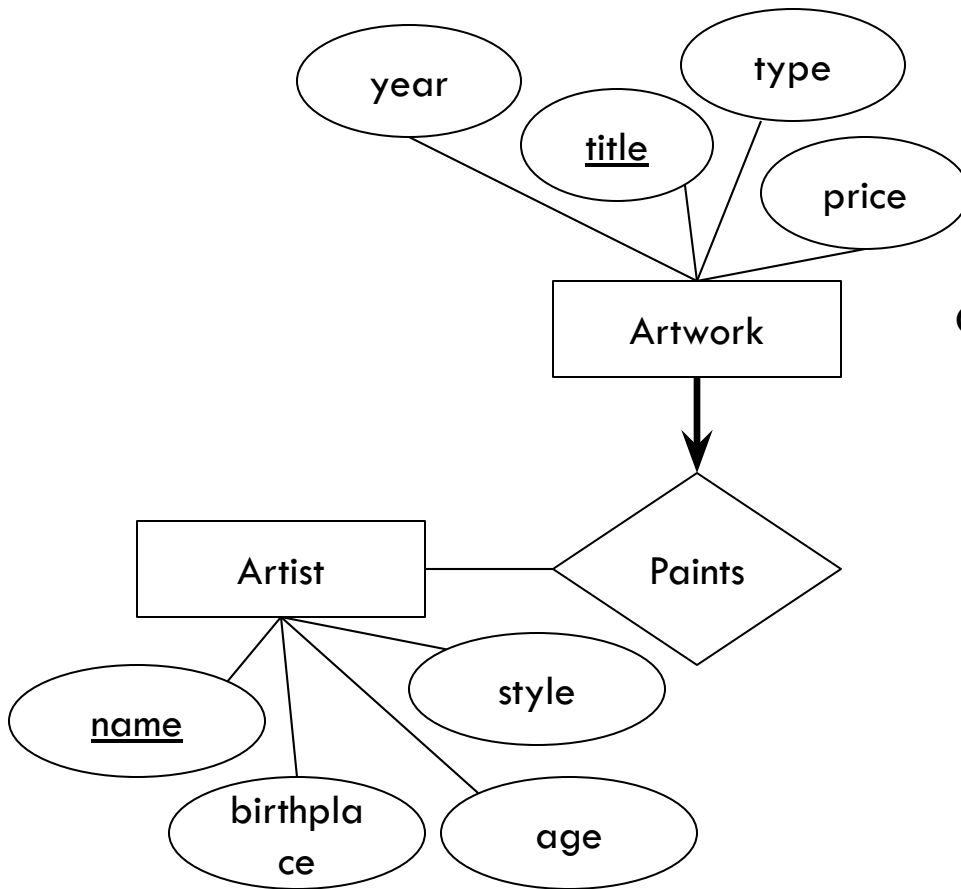 year
type
title
price
Artwork
Artist
Paints
style
name
birthpla
ce
age